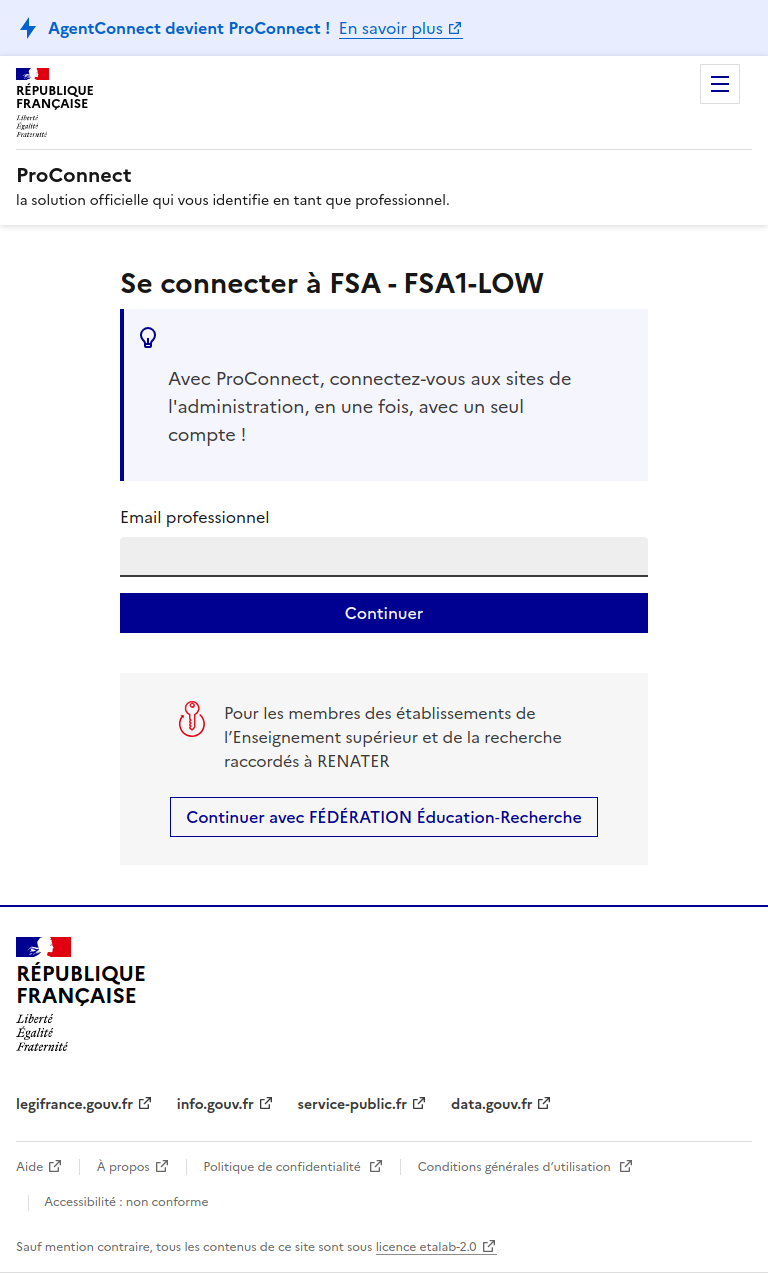 AgentConnect devient ProConnect ! En savoir plus
RÉPUBLIQUE
FRANÇAISE
Liberté
Égalité
Fraternité
ProConnect
la solution officielle qui vous identifie en tant que professionnel.
Se connecter à FSA - FSA1-LOW
Avec ProConnect, connectez-vous aux sites de
l'administration, en une fois, avec un seul
compte !
Email professionnel
Continuer
Pour les membres des établissements de
l’Enseignement supérieur et de la recherche
raccordés à RENATER
Continuer avec FÉDÉRATION Éducation-Recherche
RÉPUBLIQUE
FRANÇAISE
Liberté
Égalité
Fraternité
legifrance.gouv.fr info.gouv.fr service-public.fr data.gouv.fr
Aide À propos Politique de confidentialité Conditions générales d’utilisation
Accessibilité : non conforme
Sauf mention contraire, tous les contenus de ce site sont sous licence etalab-2.0